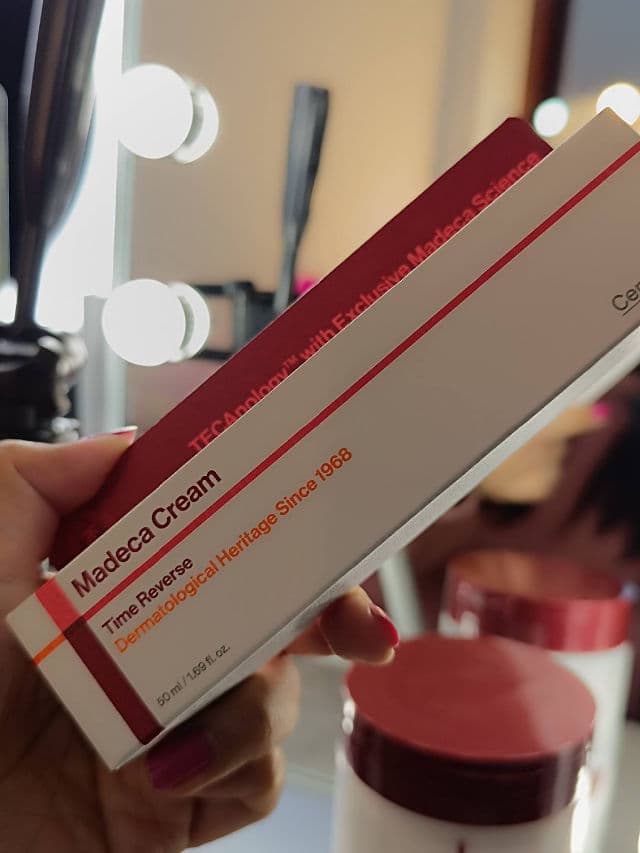 TECAnology™ with Exclusive Madeca Science
Madeca Cream
Time Reverse
Dermatological Heritage Since 1968
50 ml / 1.69 fl. oz.